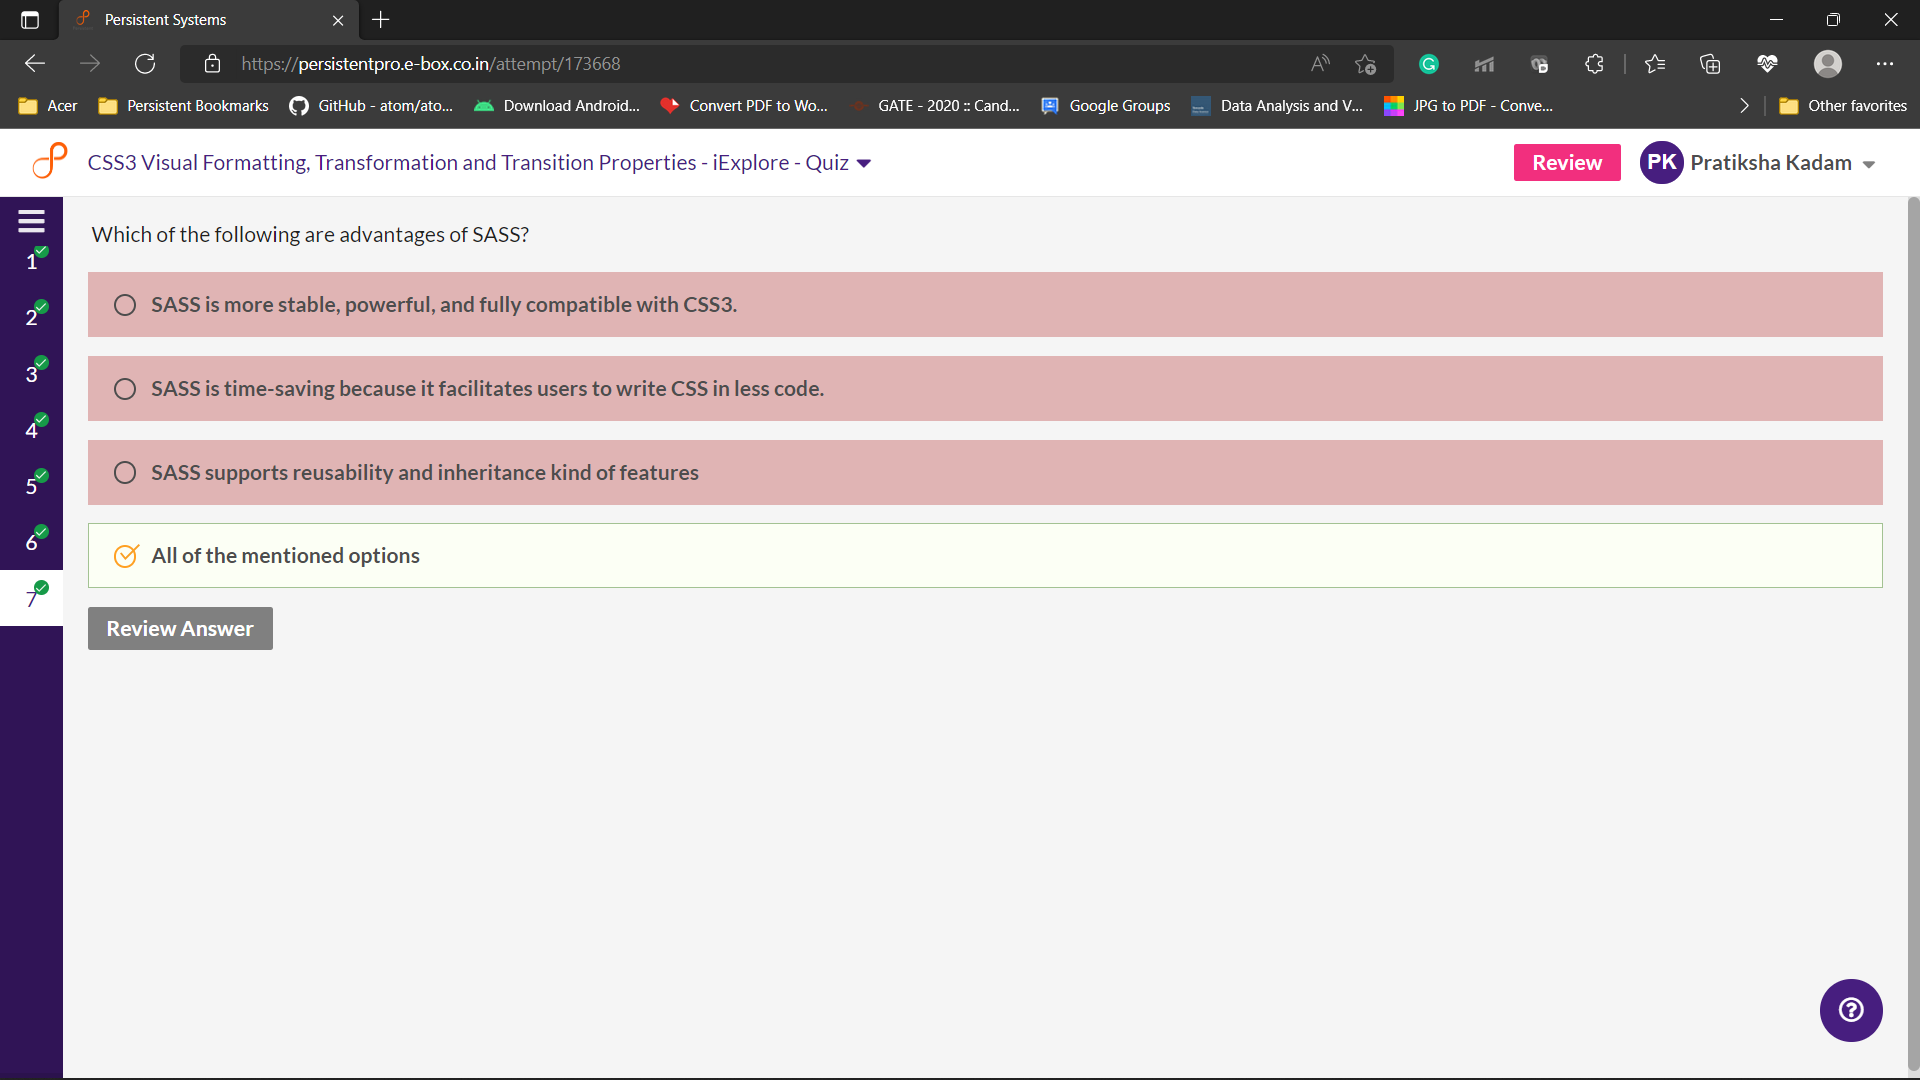 Persistent Systems
https://persistentpro.e-box.co.in/attempt/173668
Acer
Persistent Bookmarks
GitHub - atom/ato...
Download Android...
Convert PDF to Wo...
GATE - 2020 :: Cand...
Google Groups
Data Analysis and V...
JPG to PDF - Conve...
Other favorites
CSS3 Visual Formatting, Transformation and Transition Properties - iExplore - Quiz
Review
PK
Pratiksha Kadam
1
2
3
4
5
6
7
Which of the following are advantages of SASS?
SASS is more stable, powerful, and fully compatible with CSS3.
SASS is time-saving because it facilitates users to write CSS in less code.
SASS supports reusability and inheritance kind of features
All of the mentioned options
Review Answer